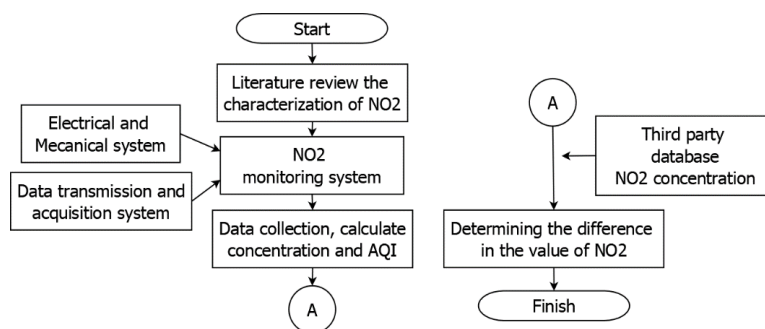 Start
Literature review the
characterization of NO2
Electrical and
Mecanical system
NO2
monitoring system
Data transmission and
acquisition system
Data collection, calculate
concentration and AQI
A
A
Third party
database
NO2 concentration
Determining the difference
in the value of NO2
Finish